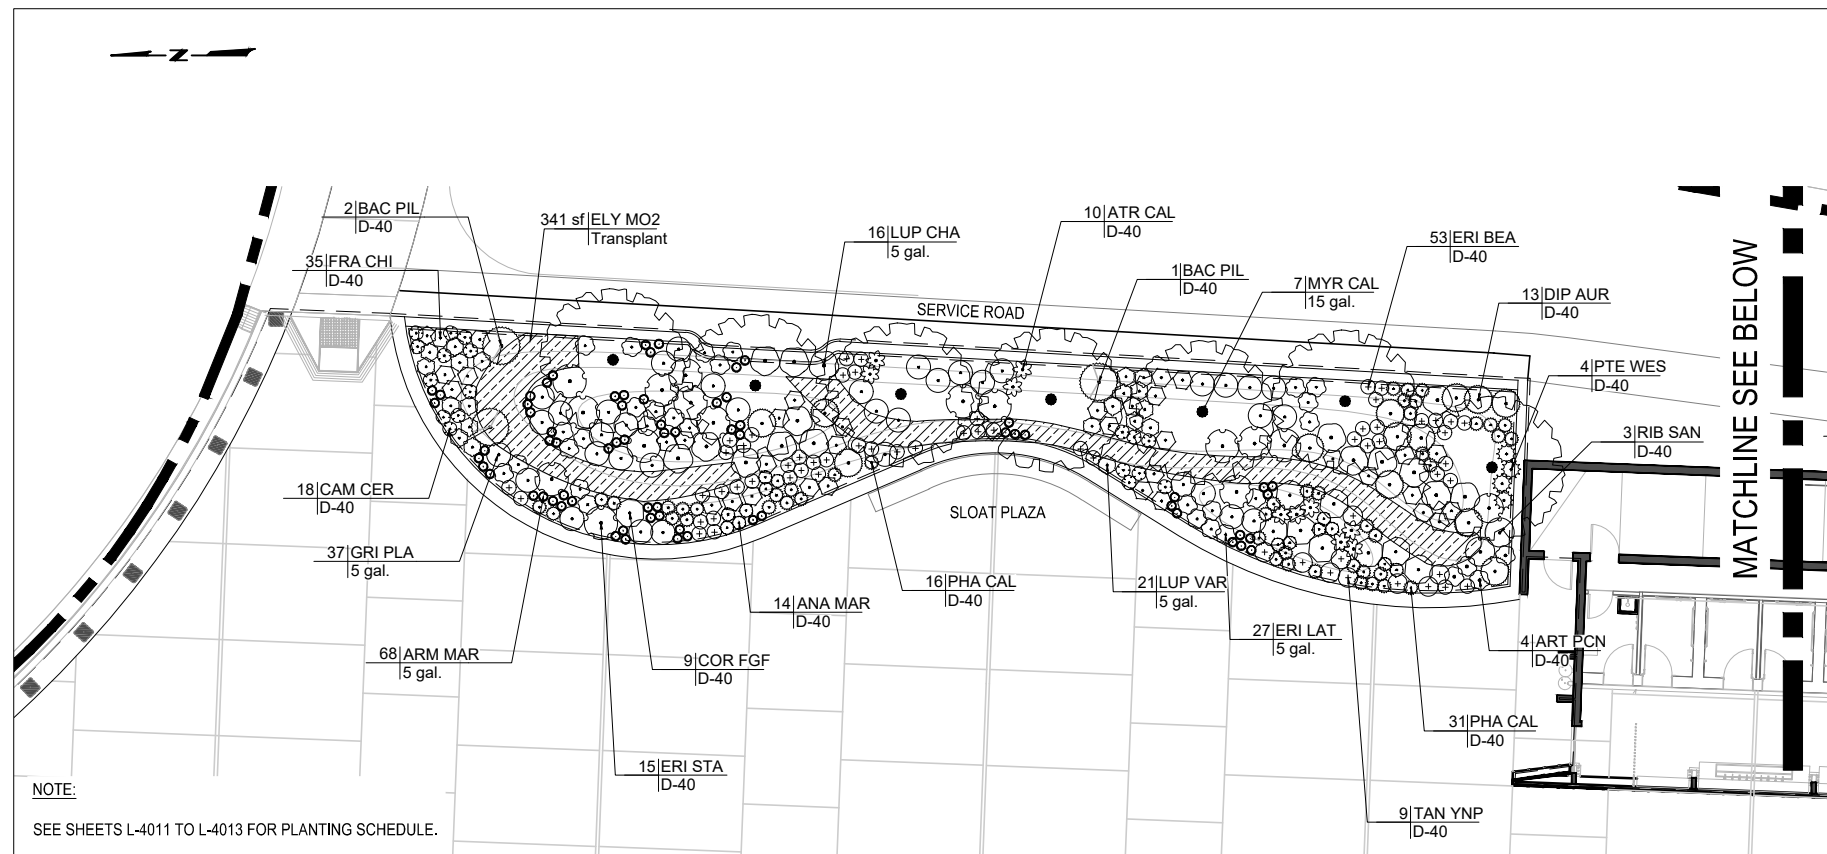 N
2 BAC PIL
D-40
341 sf ELY MO2
Transplant
16 LUP CHA
5 gal.
10 ATR CAL
D-40
53 ERI BEA
D-40
35 FRA CHI
D-40
1 BAC PIL
D-40
7 MYR CAL
15 gal.
13 DIP AUR
D-40
SERVICE ROAD
4 PTE WES
D-40
MATCHLINE SEE BELOW
3 RIB SAN
D-40
18 CAM CER
D-40
SLOAT PLAZA
37 GRI PLA
5 gal.
16 PHA CAL
D-40
21 LUP VAR
5 gal.
14 ANA MAR
D-40
27 ERI LAT
5 gal.
4 ART PCN
D-40
68 ARM MAR
5 gal.
9 COR FGF
D-40
31 PHA CAL
D-40
15 ERI STA
D-40
9 TAN YNP
D-40
NOTE:
SEE SHEETS L-4011 TO L-4013 FOR PLANTING SCHEDULE.